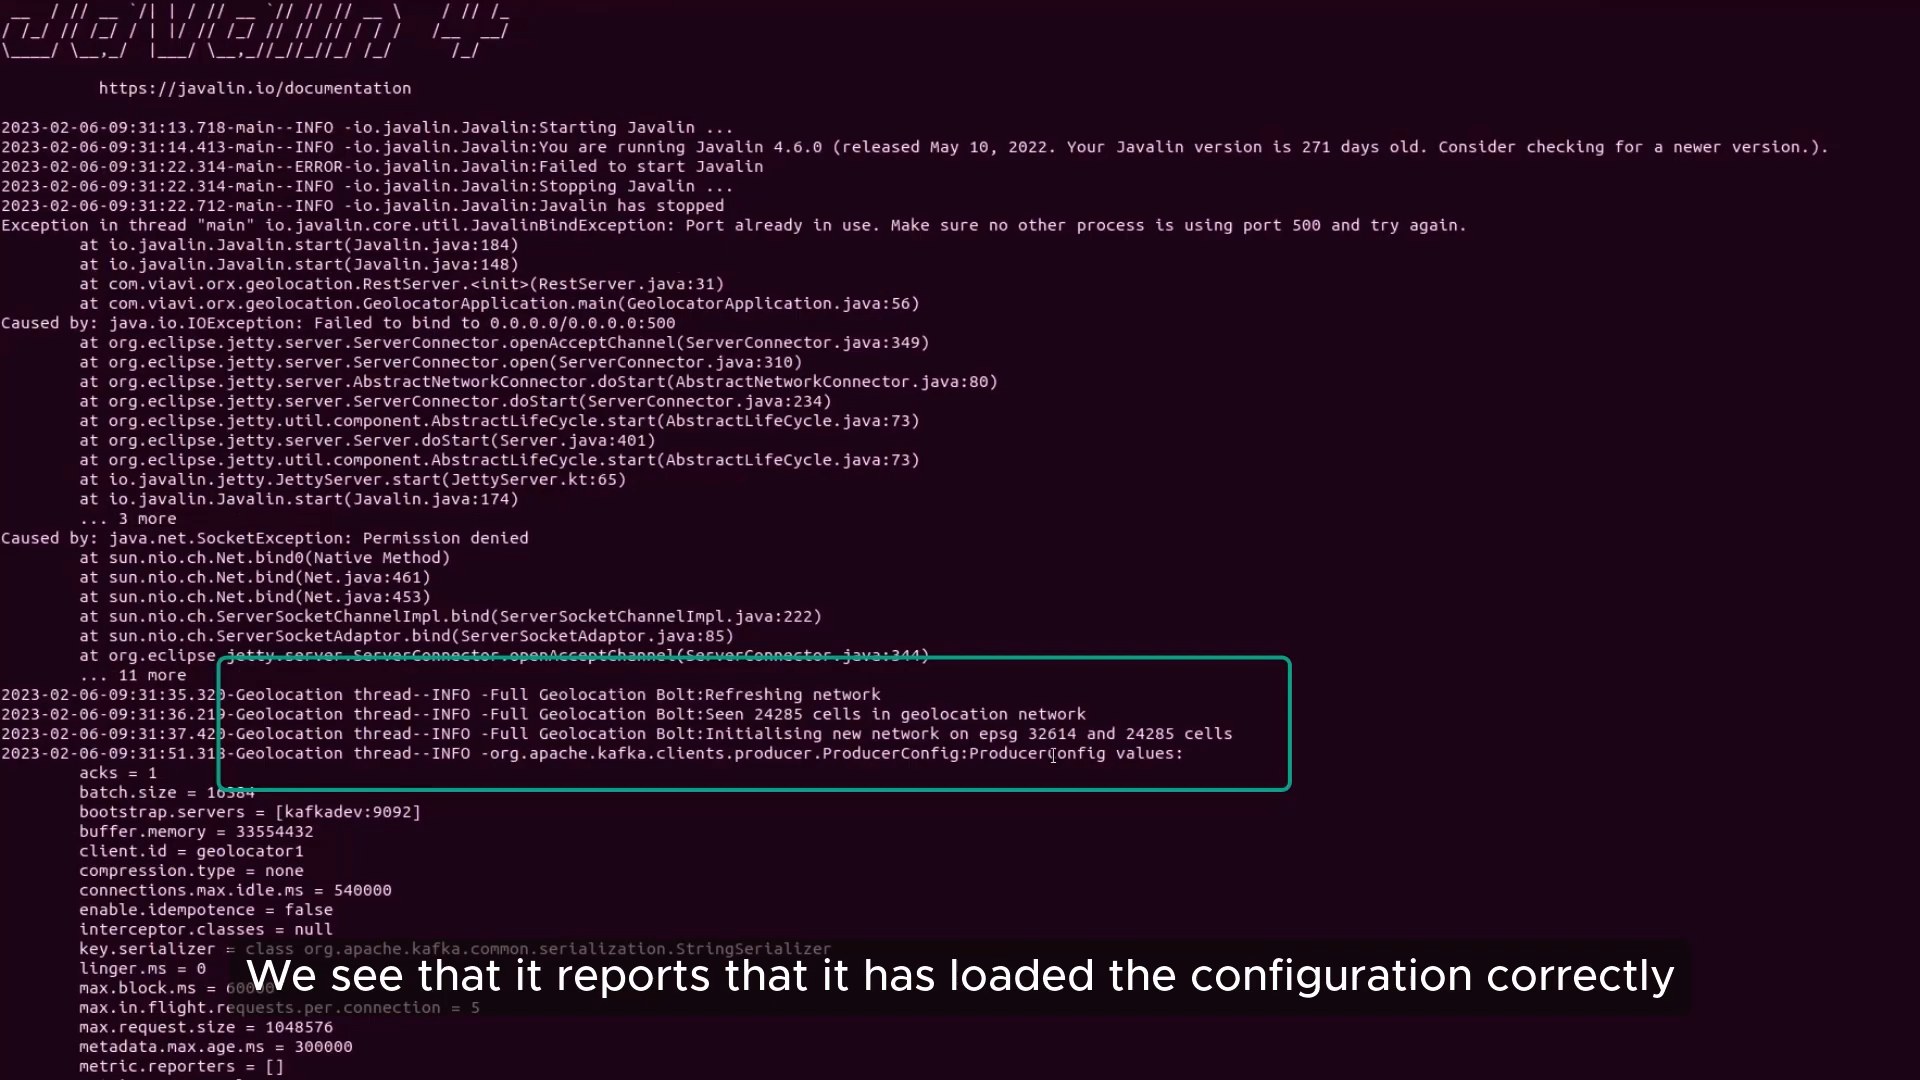 __  / // __ `/| | / // __ `// // // __ \    / // /_
/ /_/ // /_/ / | |/ // /_/ // // // / / /   /__  __/
\____/ \__,_/  |___/ \__,_//_//_//_/ /_/      /_/
https://javalin.io/documentation
2023-02-06-09:31:13.718-main--INFO -io.javalin.Javalin:Starting Javalin ...
2023-02-06-09:31:14.413-main--INFO -io.javalin.Javalin:You are running Javalin 4.6.0 (released May 10, 2022. Your Javalin version is 271 days old. Consider checking for a newer version.).
2023-02-06-09:31:22.314-main--ERROR-io.javalin.Javalin:Failed to start Javalin
2023-02-06-09:31:22.314-main--INFO -io.javalin.Javalin:Stopping Javalin ...
2023-02-06-09:31:22.712-main--INFO -io.javalin.Javalin:Javalin has stopped
Exception in thread "main" io.javalin.core.util.JavalinBindException: Port already in use. Make sure no other process is using port 500 and try again.
at io.javalin.Javalin.start(Javalin.java:184)
at io.javalin.Javalin.start(Javalin.java:148)
at com.viavi.orx.geolocation.RestServer.<init>(RestServer.java:31)
at com.viavi.orx.geolocation.GeolocatorApplication.main(GeolocatorApplication.java:56)
Caused by: java.io.IOException: Failed to bind to 0.0.0.0/0.0.0.0:500
at org.eclipse.jetty.server.ServerConnector.openAcceptChannel(ServerConnector.java:349)
at org.eclipse.jetty.server.ServerConnector.open(ServerConnector.java:310)
at org.eclipse.jetty.server.AbstractNetworkConnector.doStart(AbstractNetworkConnector.java:80)
at org.eclipse.jetty.server.ServerConnector.doStart(ServerConnector.java:234)
at org.eclipse.jetty.util.component.AbstractLifeCycle.start(AbstractLifeCycle.java:73)
at org.eclipse.jetty.server.Server.doStart(Server.java:401)
at org.eclipse.jetty.util.component.AbstractLifeCycle.start(AbstractLifeCycle.java:73)
at io.javalin.jetty.JettyServer.start(JettyServer.kt:65)
at io.javalin.Javalin.start(Javalin.java:174)
... 3 more
Caused by: java.net.SocketException: Permission denied
at sun.nio.ch.Net.bind0(Native Method)
at sun.nio.ch.Net.bind(Net.java:461)
at sun.nio.ch.Net.bind(Net.java:453)
at sun.nio.ch.ServerSocketChannelImpl.bind(ServerSocketChannelImpl.java:222)
at sun.nio.ch.ServerSocketAdaptor.bind(ServerSocketAdaptor.java:85)
at org.eclipse.jetty.server.ServerConnector.openAcceptChannel(ServerConnector.java:344)
... 11 more
2023-02-06-09:31:35.320-Geolocation thread--INFO -Full Geolocation Bolt:Refreshing network
2023-02-06-09:31:36.219-Geolocation thread--INFO -Full Geolocation Bolt:Seen 24285 cells in geolocation network
2023-02-06-09:31:37.420-Geolocation thread--INFO -Full Geolocation Bolt:Initialising new network on epsg 32614 and 24285 cells
2023-02-06-09:31:51.318-Geolocation thread--INFO -org.apache.kafka.clients.producer.ProducerConfig:ProducerConfig values:
acks = 1
batch.size = 16384
bootstrap.servers = [kafkadev:9092]
buffer.memory = 33554432
client.id = geolocator1
compression.type = none
connections.max.idle.ms = 540000
enable.idempotence = false
interceptor.classes = null
key.serializer = class org.apache.kafka.common.serialization.StringSerializer
linger.ms = 0
max.block.ms = 60000
max.in.flight.requests.per.connection = 5
max.request.size = 1048576
metadata.max.age.ms = 300000
metric.reporters = []
We see that it reports that it has loaded the configuration correctly